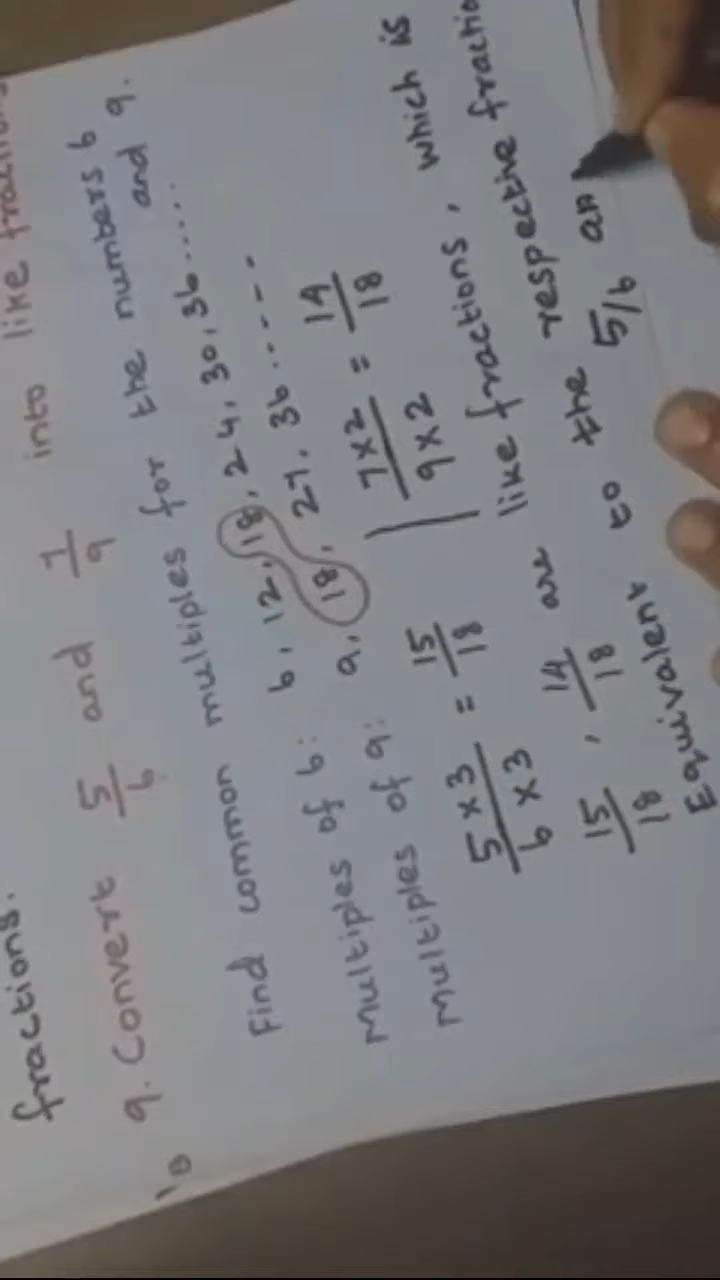 fractions.
9. Convert 5/6 and 7/9 into like fractions
Find common multiples for the numbers 6 and 9.
Multiples of 6: 6, 12, 18, 24, 30, 36.....
Multiples of 9: 9, 18, 27, 36......
5 x 3 / 6 x 3 = 15/18 | 7 x 2 / 9 x 2 = 14/18
15/18 , 14/18 are like fractions, which is
Equivalent to the respective fractio
5/6 an